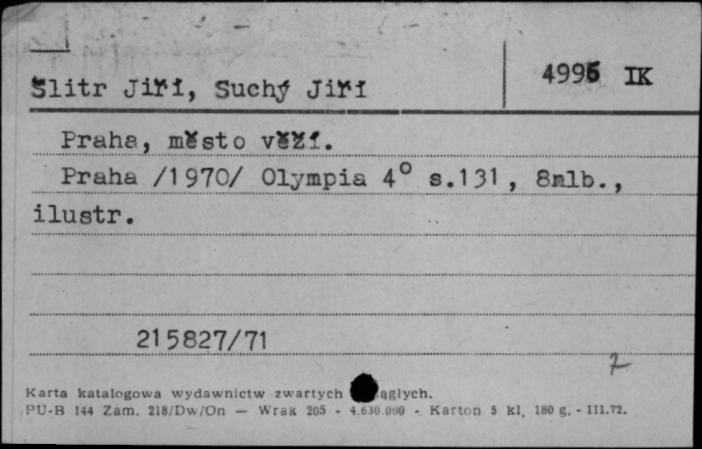 Šlitr Jiří, Suchý Jiří
4995 IK
Praha, město věží.
Praha /1970/ Olympia 4° s.131, 8nlb.,
ilustr.
215827/71
Karta katalogowa wydawnictw zwartych
PU-B 144 Zam. 218/Dw/On — Wrak 205 - 4.630.000 - Karton 5 kl. 180 g. - III.72.